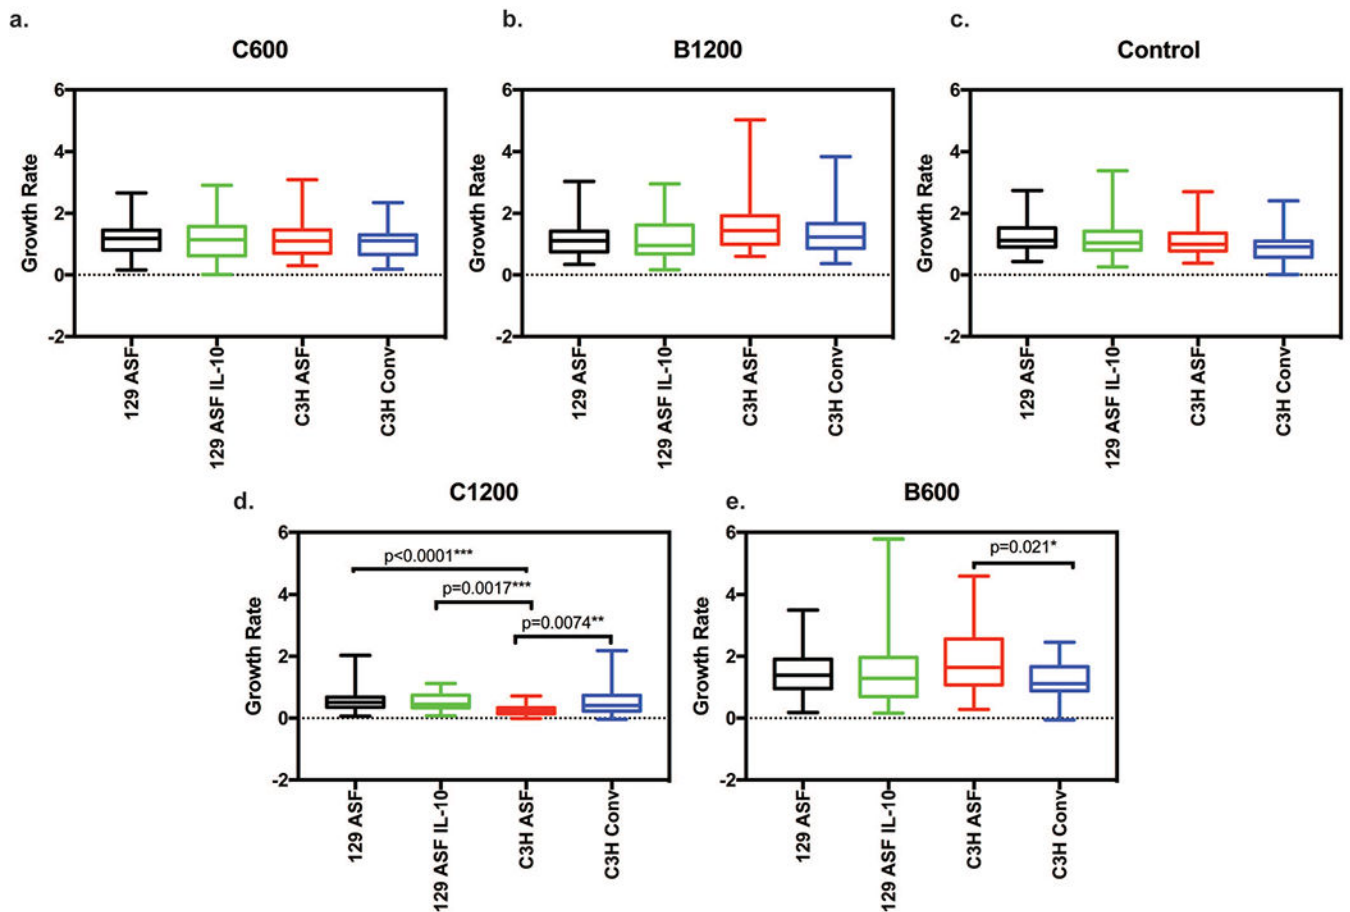 a.
C600
6
4
2
0
-2
Growth Rate
129 ASF
129 ASF IL-10
C3H ASF
C3H Conv
b.
B1200
6
4
2
0
-2
Growth Rate
129 ASF
129 ASF IL-10
C3H ASF
C3H Conv
c.
Control
6
4
2
0
-2
Growth Rate
129 ASF
129 ASF IL-10
C3H ASF
C3H Conv
d.
C1200
6
4
2
0
-2
Growth Rate
p<0.0001***
p=0.0017***
p=0.0074**
129 ASF
129 ASF IL-10
C3H ASF
C3H Conv
e.
B600
6
4
2
0
-2
Growth Rate
p=0.021*
129 ASF
129 ASF IL-10
C3H ASF
C3H Conv